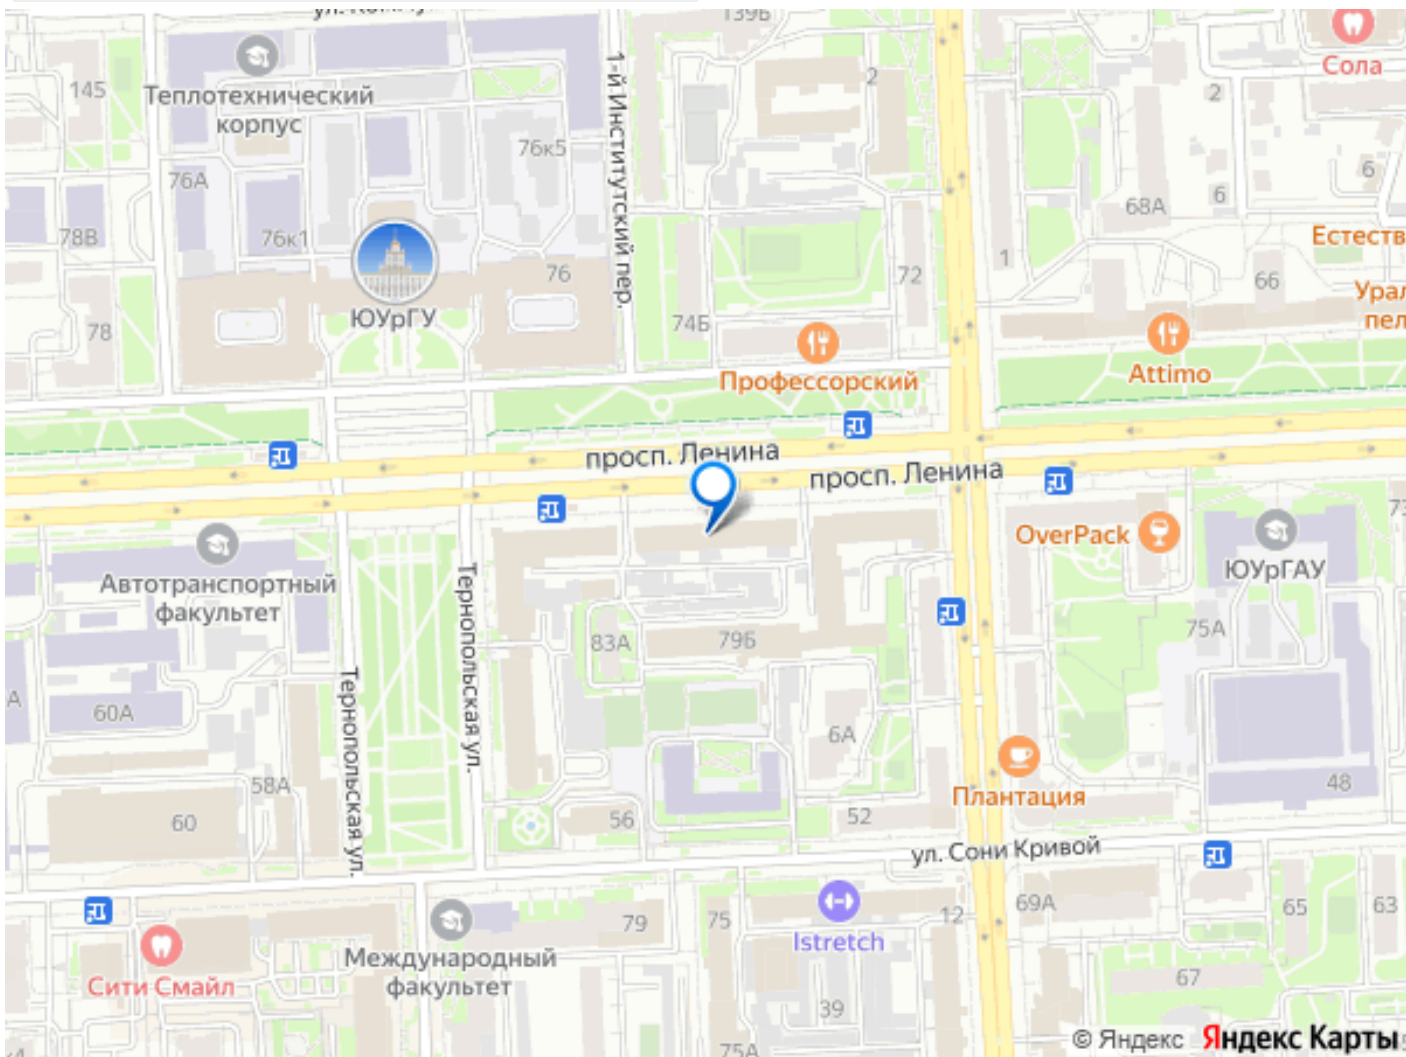 139Б
Сола
145
Теплотехнический
корпус
1-й Институтский пер.
2
2
76к5
76А
6
6
68А
78В
76к1
Естеств
1
76
72
66
Урал
пел
ЮУрГУ
78
74Б
Attimo
Профессорский
просп. Ленина
просп. Ленина
OverPack
ЮУрГАУ
Автотранспортный
факультет
Тернопольская ул.
83А
79Б
75А
Тернопольская ул.
А
60А
6А
58А
Плантация
48
60
56
52
ул. Сони Кривой
79
75
12
69А
65
63
Istretch
Международный
факультет
Сити Смайл
67
39
75А
© Яндекс Яндекс Карты